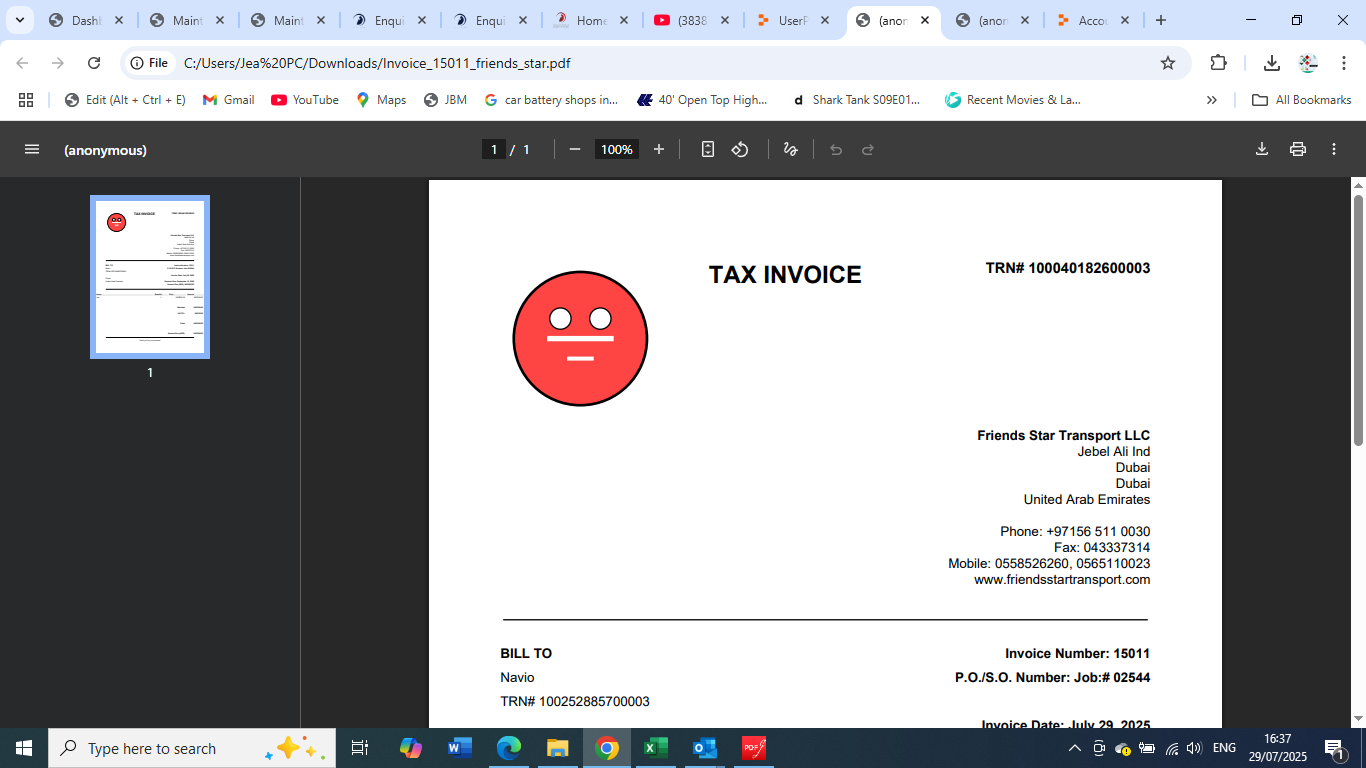 Dashl
Maint
Maint
Enqui
Enqui
Home
(3838
UserF
(anon
(anon
Accou
File
C:/Users/Jea%20PC/Downloads/Invoice_15011_friends_star.pdf
Edit (Alt + Ctrl + E)
Gmail
YouTube
Maps
JBM
car battery shops in...
40' Open Top High...
Shark Tank S09E01...
Recent Movies & La...
All Bookmarks
(anonymous)
1 / 1
100%
1
TAX INVOICE
TRN# 100040182600003
Friends Star Transport LLC
Jebel Ali Ind
Dubai
Dubai
United Arab Emirates
Phone: +97156 511 0030
Fax: 043337314
Mobile: 0558526260, 0565110023
www.friendsstartransport.com
BILL TO
Invoice Number: 15011
Navio
P.O./S.O. Number: Job:# 02544
TRN# 100252885700003
Invoice Date: July 29, 2025
Type here to search
ENG
16:37
29/07/2025
1